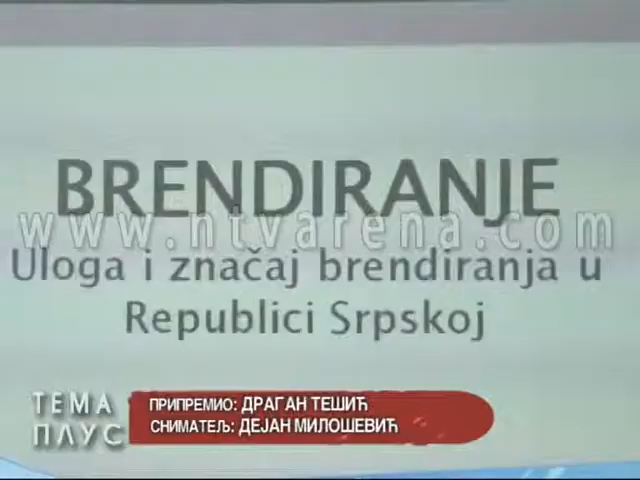 BRENDIRANJE
www.ntvarena.com
Uloga i značaj brendiranja u
Republici Srpskoj
ТЕМА
ПЛУС
ПРИПРЕМИО: ДРАГАН ТЕШИЋ
СНИМАТЕЉ: ДЕЈАН МИЛОШЕВИЋ